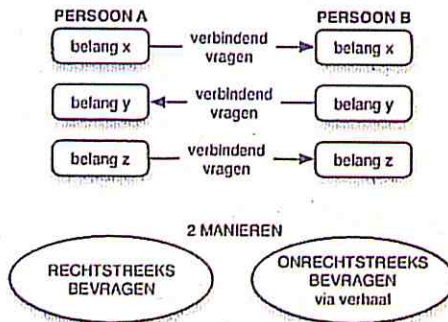 PERSOON A PERSOON B
belang x verbindend vragen belang x
belang y verbindend vragen belang y
belang z verbindend vragen belang z
2 MANIEREN
RECHTSTREEKS
BEVRAGEN
ONRECHTSTREEKS
BEVRAGEN
via verhaal